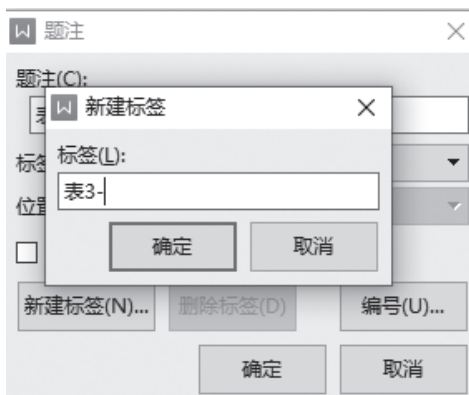 题注
题注(C):
新建标签
标签(L):
表3-
确定
取消
新建标签(N)...
删除标签(D)
编号(U)...
确定
取消